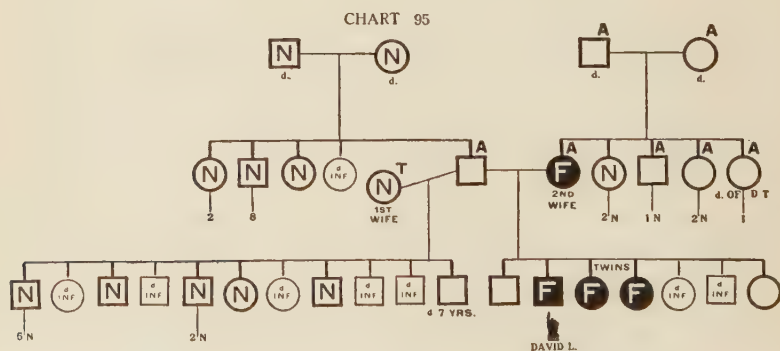 CHART 95
A A
N N
d. d. d. d.
A A A A A
N N N d INF N T F N
1ST WIFE 2ND WIFE d. OF D T
2 8 2 N 1 N 2 N 1
TWINS
N d INF N d INF N N d INF N d INF d INF F F F d INF d INF
d 7 YRS.
6 N 2 N
DAVID L.